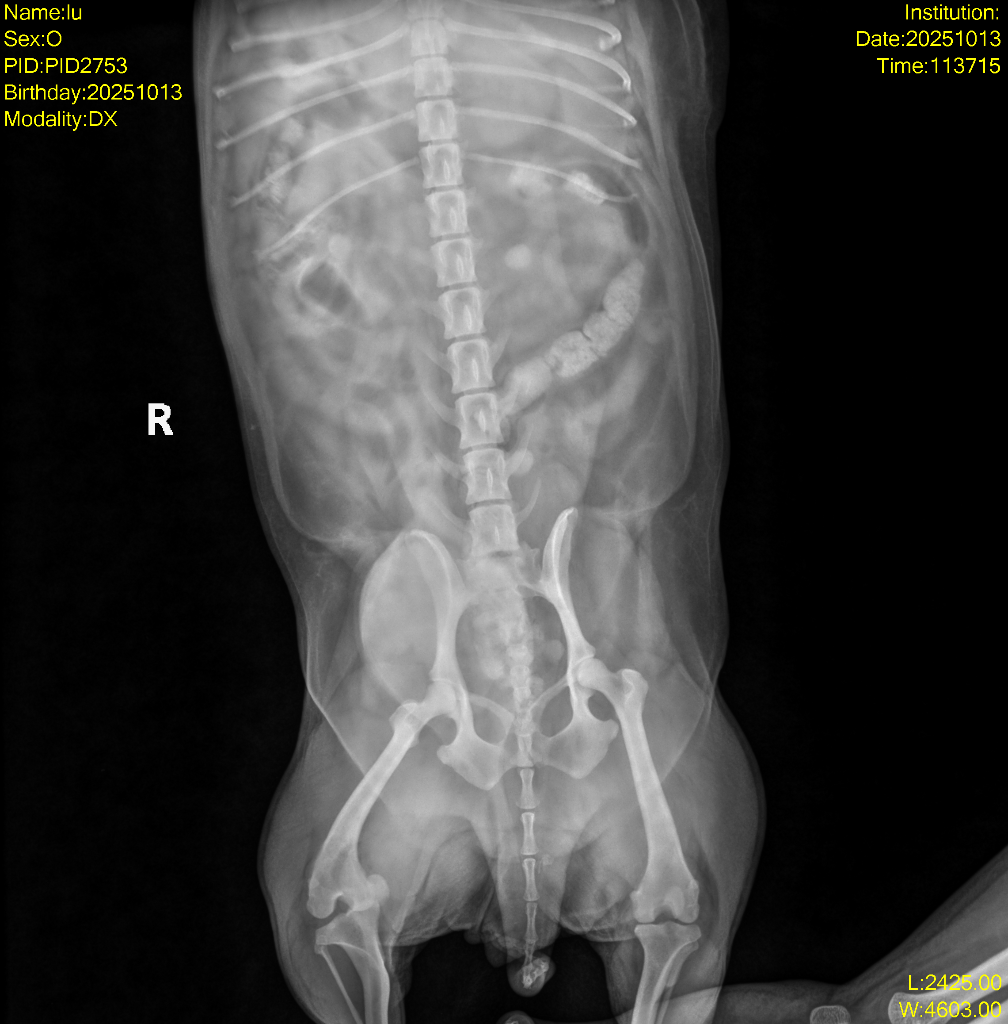 Name:lu
Sex:O
PID:PID2753
Birthday:20251013
Modality:DX
Institution:
Date:20251013
Time:113715
R
L:2425.00
W:4603.00